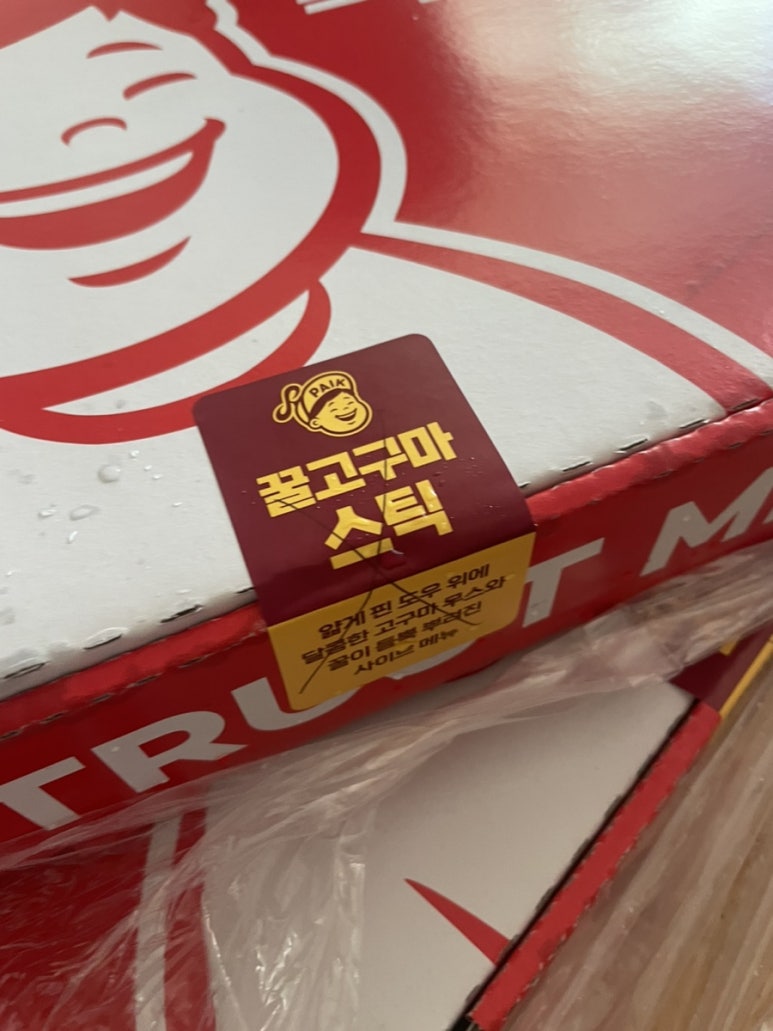 PAIK
꿀고구마
스틱
얇게 핀 도우 위에
달콤한 고구마 무스와
꿀이 듬뿍 뿌려진
사이드 메뉴
TRUST M